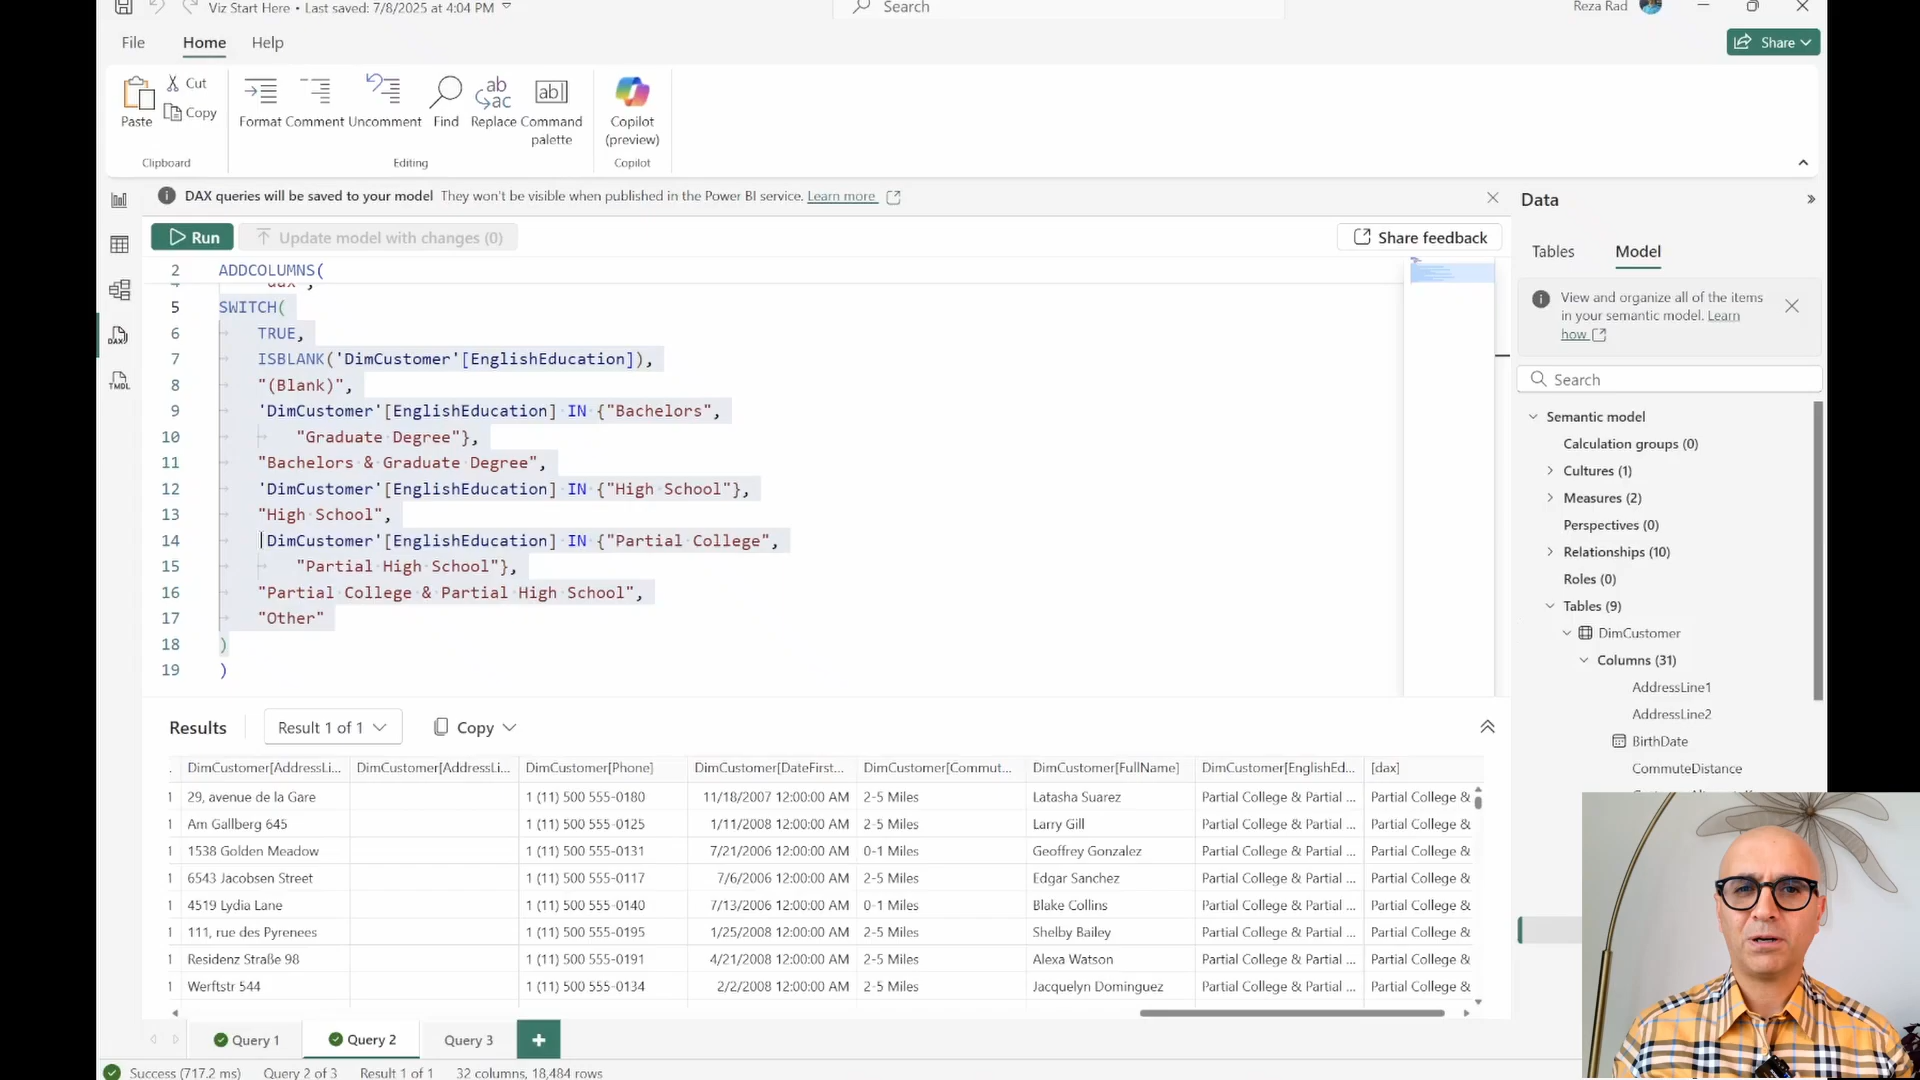 Viz Start Here • Last saved: 7/8/2025 at 4:04 PM
Search
Reza Rad
File
Home
Help
Share
Paste
Cut
Copy
Clipboard
Format
Comment
Uncomment
Find
Replace
Command palette
Editing
Copilot (preview)
Copilot
DAX queries will be saved to your model They won't be visible when published in the Power BI service. Learn more
Run
Update model with changes (0)
Share feedback
2 ADDCOLUMNS(
"dax",
5 SWITCH(
6 TRUE,
7 ISBLANK('DimCustomer'[EnglishEducation]),
8 "(Blank)",
9 'DimCustomer'[EnglishEducation] IN {"Bachelors",
10 "Graduate Degree"},
11 "Bachelors & Graduate Degree",
12 'DimCustomer'[EnglishEducation] IN {"High School"},
13 "High School",
14 DimCustomer'[EnglishEducation] IN {"Partial College",
15 "Partial High School"},
16 "Partial College & Partial High School",
17 "Other"
18 )
19 )
Data
Tables
Model
View and organize all of the items
in your semantic model. Learn
how
Search
Semantic model
Calculation groups (0)
Cultures (1)
Measures (2)
Perspectives (0)
Relationships (10)
Roles (0)
Tables (9)
DimCustomer
Columns (31)
AddressLine1
AddressLine2
BirthDate
CommuteDistance
Results
Result 1 of 1
Copy
DimCustomer[AddressLi... DimCustomer[AddressLi... DimCustomer[Phone] DimCustomer[DateFirst... DimCustomer[Commut... DimCustomer[FullName] DimCustomer[EnglishEd... [dax]
1 29, avenue de la Gare 1 (11) 500 555-0180 11/18/2007 12:00:00 AM 2-5 Miles Latasha Suarez Partial College & Partial ... Partial College &
1 Am Gallberg 645 1 (11) 500 555-0125 1/11/2008 12:00:00 AM 2-5 Miles Larry Gill Partial College & Partial ... Partial College &
1 1538 Golden Meadow 1 (11) 500 555-0131 7/21/2006 12:00:00 AM 0-1 Miles Geoffrey Gonzalez Partial College & Partial ... Partial College &
1 6543 Jacobsen Street 1 (11) 500 555-0117 7/6/2006 12:00:00 AM 2-5 Miles Edgar Sanchez Partial College & Partial ... Partial College &
1 4519 Lydia Lane 1 (11) 500 555-0140 7/13/2006 12:00:00 AM 0-1 Miles Blake Collins Partial College & Partial ... Partial College &
1 111, rue des Pyrenees 1 (11) 500 555-0195 1/25/2008 12:00:00 AM 2-5 Miles Shelby Bailey Partial College & Partial ... Partial College &
1 Residenz Straße 98 1 (11) 500 555-0191 4/21/2008 12:00:00 AM 2-5 Miles Alexa Watson Partial College & Partial ... Partial College &
1 Werftstr 544 1 (11) 500 555-0134 2/2/2008 12:00:00 AM 2-5 Miles Jacquelyn Dominguez Partial College & Partial ... Partial College &
Query 1
Query 2
Query 3
Success (717.2 ms) Query 2 of 3 Result 1 of 1 32 columns, 18,484 rows
DAX
TMDL